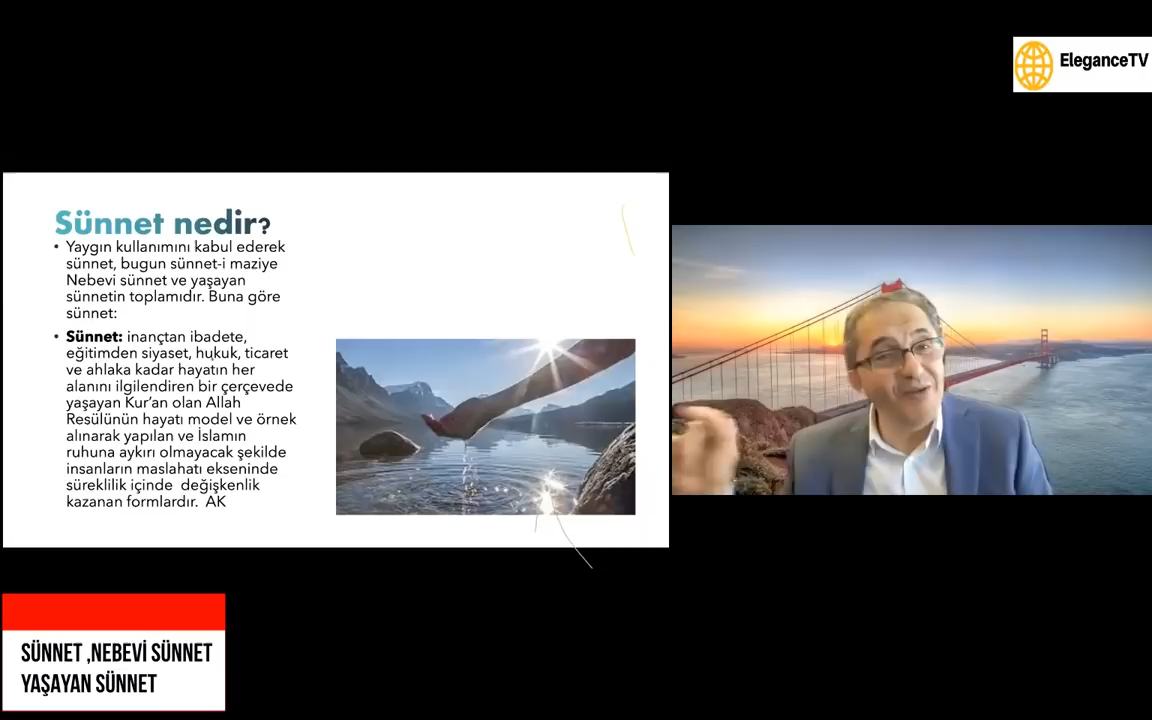 EleganceTV
Sünnet nedir?
• Yaygın kullanımını kabul ederek
sünnet, bugun sünnet-i maziye
Nebevi sünnet ve yaşayan
sünnetin toplamıdır. Buna göre
sünnet:
• Sünnet: inançtan ibadete,
eğitimden siyaset, hukuk, ticaret
ve ahlaka kadar hayatın her
alanını ilgilendiren bir çerçevede
yaşayan Kur’an olan Allah
Resülünün hayatı model ve örnek
alınarak yapılan ve İslamın
ruhuna aykırı olmayacak şekilde
insanların maslahatı ekseninde
süreklilik içinde değişkenlik
kazanan formlardır. AK
SÜNNET ,NEBEVİ SÜNNET
YAŞAYAN SÜNNET